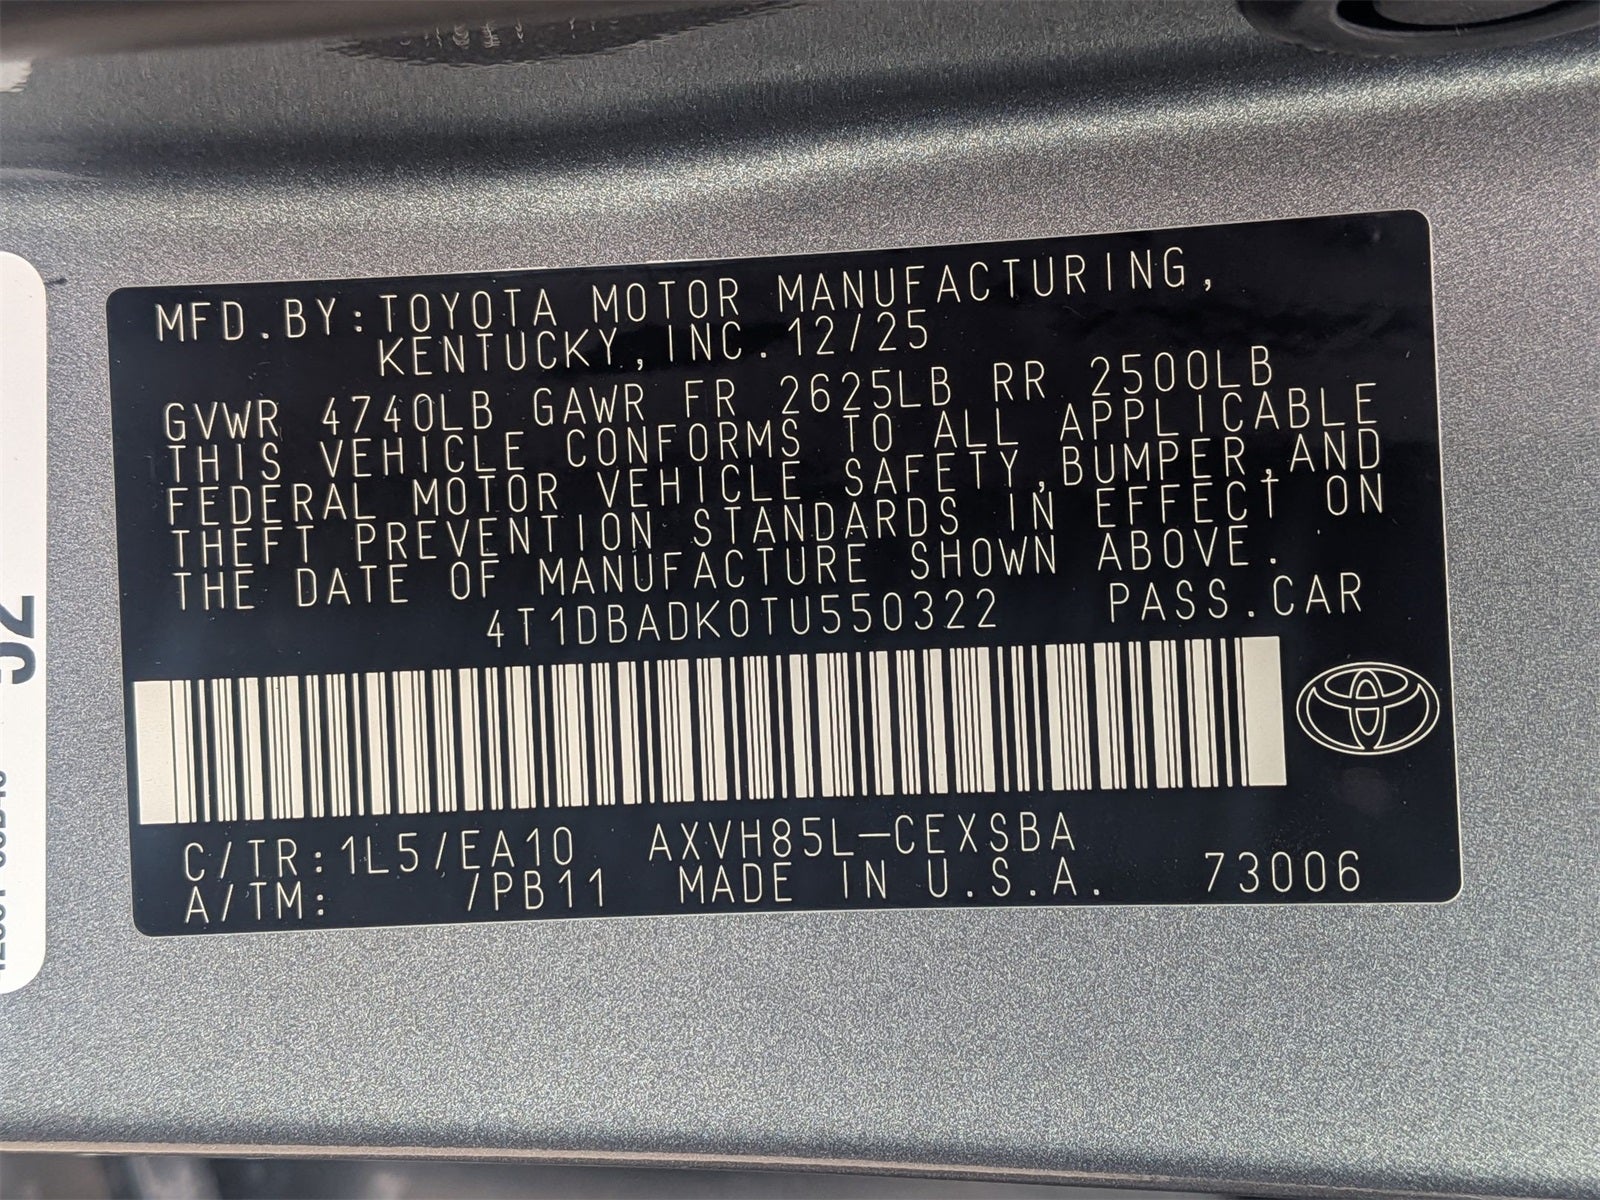 MFD.BY:TOYOTA MOTOR MANUFACTURING,
KENTUCKY,INC.12/25
GVWR 4740LB GAWR FR 2625LB RR 2500LB
THIS VEHICLE CONFORMS TO ALL APPLICABLE
FEDERAL MOTOR VEHICLE SAFETY,BUMPER,AND
THEFT PREVENTION STANDARDS IN EFFECT ON
THE DATE OF MANUFACTURE SHOWN ABOVE.
4T1DBADK0TU550322 PASS.CAR
C/TR:1L5/EA10 AXVH85L-CEXSBA
A/TM: /PB11 MADE IN U.S.A. 73006